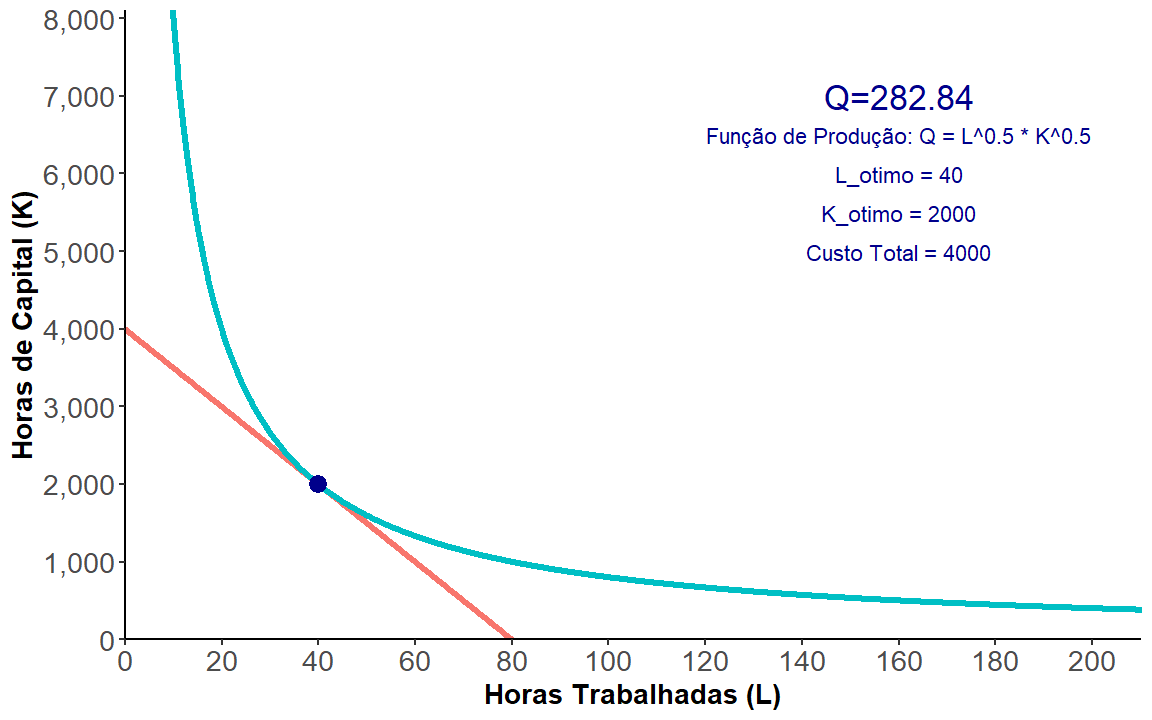 8,000
7,000
6,000
5,000
4,000
3,000
2,000
1,000
0
Horas de Capital (K)
Q=282.84
Função de Produção: Q = L^0.5 * K^0.5
L_otimo = 40
K_otimo = 2000
Custo Total = 4000
0 20 40 60 80 100 120 140 160 180 200
Horas Trabalhadas (L)